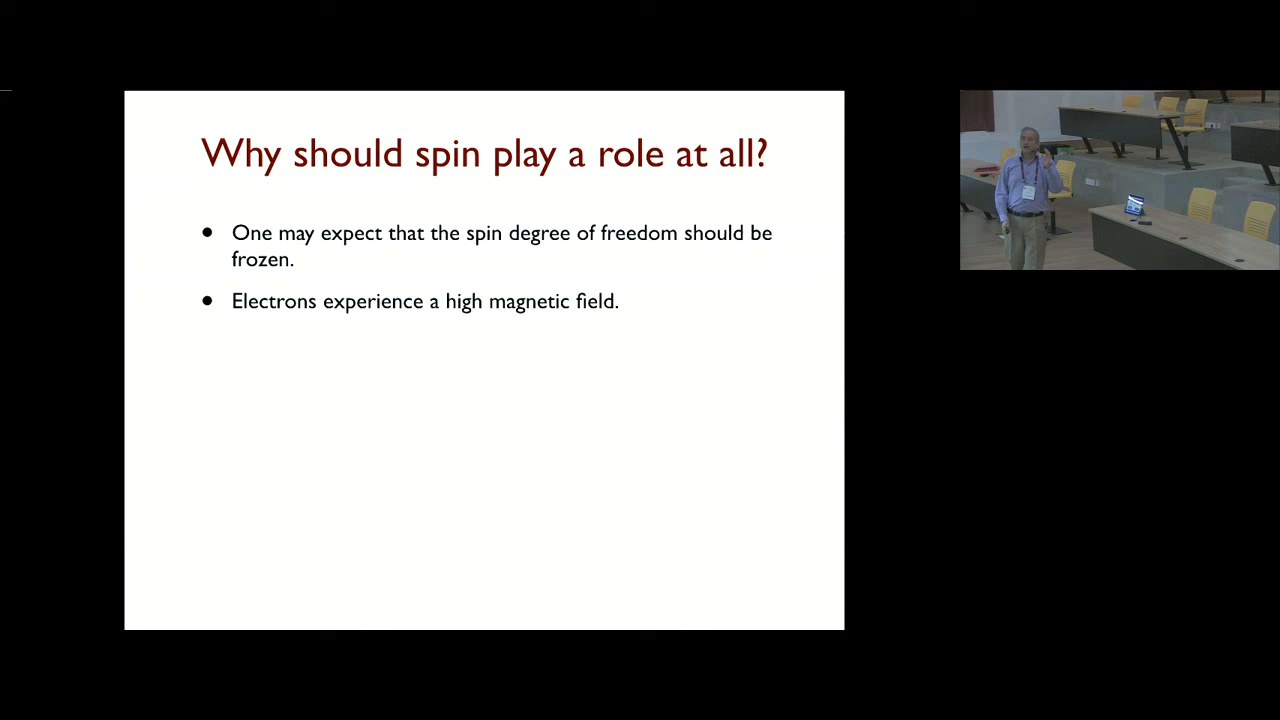 Why should spin play a role at all?
• One may expect that the spin degree of freedom should be
frozen.
• Electrons experience a high magnetic field.